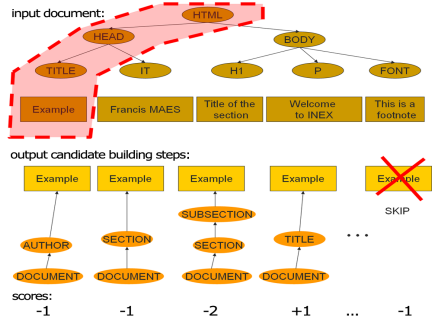 input document:
HTML
HEAD
BODY
TITLE
IT
H1
P
FONT
Example
Francis MAES
Title of the
section
Welcome
to INEX
This is a
footnote
output candidate building steps:
Example
Example
Example
Example
Example
SUBSECTION
SKIP
AUTHOR
SECTION
SECTION
TITLE
...
DOCUMENT
DOCUMENT
DOCUMENT
DOCUMENT
scores:
-1
-1
-2
+1
...
-1